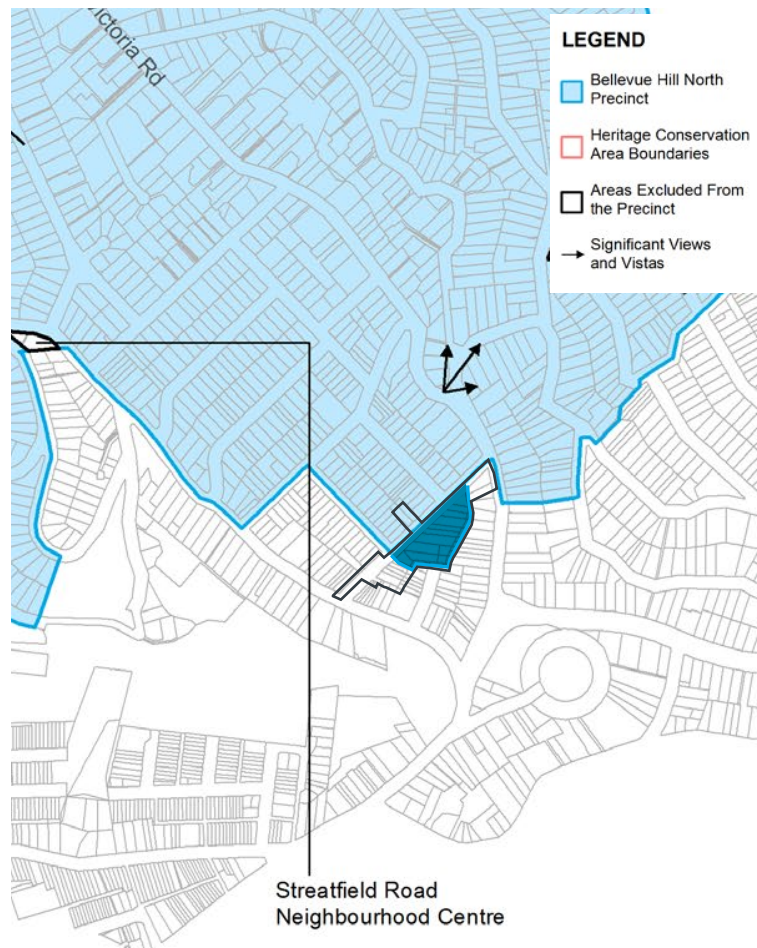 Victoria Rd
LEGEND
Bellevue Hill North
Precinct
Heritage Conservation
Area Boundaries
Areas Excluded From
the Precinct
Significant Views
and Vistas
Streatfield Road
Neighbourhood Centre